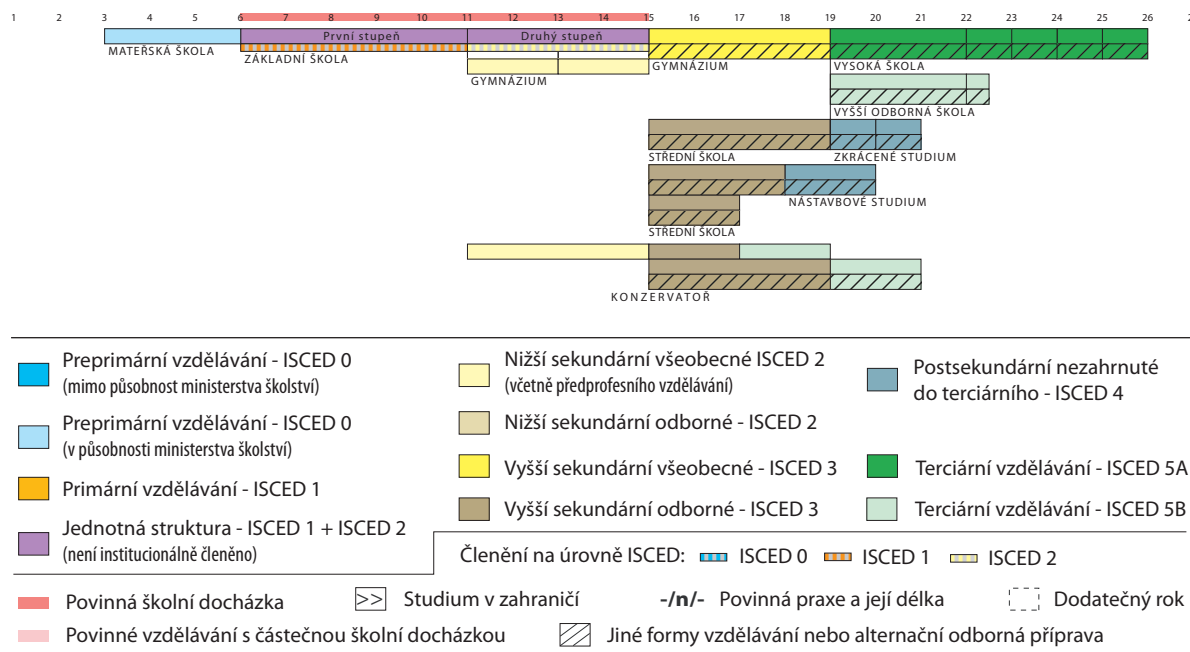 1 2 3 4 5 6 7 8 9 10 11 12 13 14 15 16 17 18 19 20 21 22 23 24 25 26 2
První stupeň Druhý stupeň
MATEŘSKÁ ŠKOLA ZÁKLADNÍ ŠKOLA GYMNÁZIUM VYSOKÁ ŠKOLA
GYMNÁZIUM
VYŠŠÍ ODBORNÁ ŠKOLA
STŘEDNÍ ŠKOLA ZKRÁCENÉ STUDIUM
NÁSTAVBOVÉ STUDIUM
STŘEDNÍ ŠKOLA
KONZERVATOŘ
Preprimární vzdělávání - ISCED 0
(mimo působnost ministerstva školství)
Preprimární vzdělávání - ISCED 0
(v působnosti ministerstva školství)
Primární vzdělávání - ISCED 1
Jednotná struktura - ISCED 1 + ISCED 2
(není institucionálně členěno)
Nižší sekundární všeobecné ISCED 2
(včetně předprofesního vzdělávání)
Nižší sekundární odborné - ISCED 2
Vyšší sekundární všeobecné - ISCED 3
Vyšší sekundární odborné - ISCED 3
Postsekundární nezahrnuté
do terciárního - ISCED 4
Terciární vzdělávání - ISCED 5A
Terciární vzdělávání - ISCED 5B
Členění na úrovně ISCED: ISCED 0 ISCED 1 ISCED 2
Povinná školní docházka >> Studium v zahraničí -/n/- Povinná praxe a její délka Dodatečný rok
Povinné vzdělávání s částečnou školní docházkou Jiné formy vzdělávání nebo alternační odborná příprava